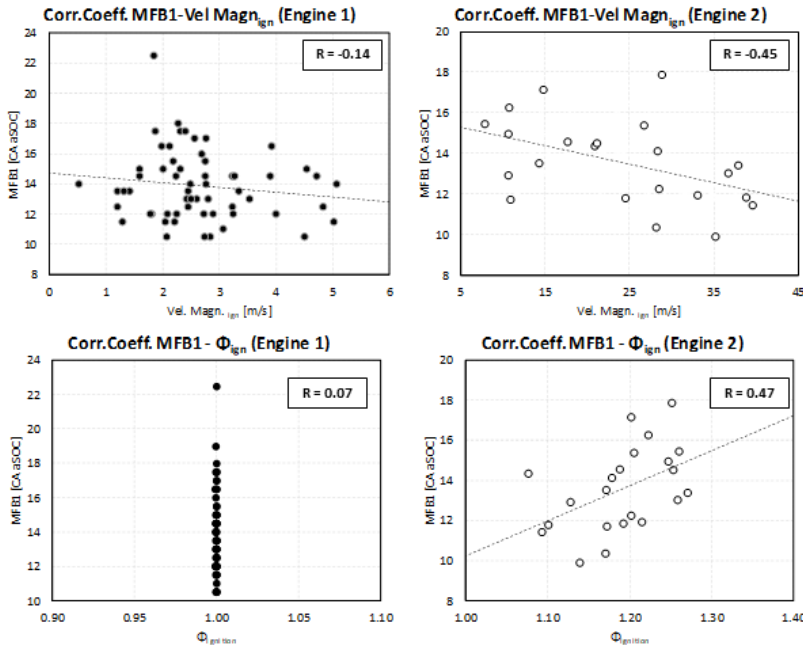 Corr.Coeff. MFB1-Vel Magn_ign (Engine 1)
R = -0.14
MFB1 [CA aSOC]
24
22
20
18
16
14
12
10
8
0 1 2 3 4 5 6
Vel. Magn. ign [m/s]
Corr.Coeff. MFB1-Vel Magn_ign (Engine 2)
R = -0.45
MFB1 [CA aSOC]
20
18
16
14
12
10
8
5 15 25 35 45
Vel. Magn. ign [m/s]
Corr.Coeff. MFB1 - Φ_ign (Engine 1)
R = 0.07
MFB1 [CA aSOC]
24
22
20
18
16
14
12
10
0.90 0.95 1.00 1.05 1.10
Φ_ignition
Corr.Coeff. MFB1 - Φ_ign (Engine 2)
R = 0.47
MFB1 [CA aSOC]
20
18
16
14
12
10
8
1.00 1.10 1.20 1.30 1.40
Φ_ignition